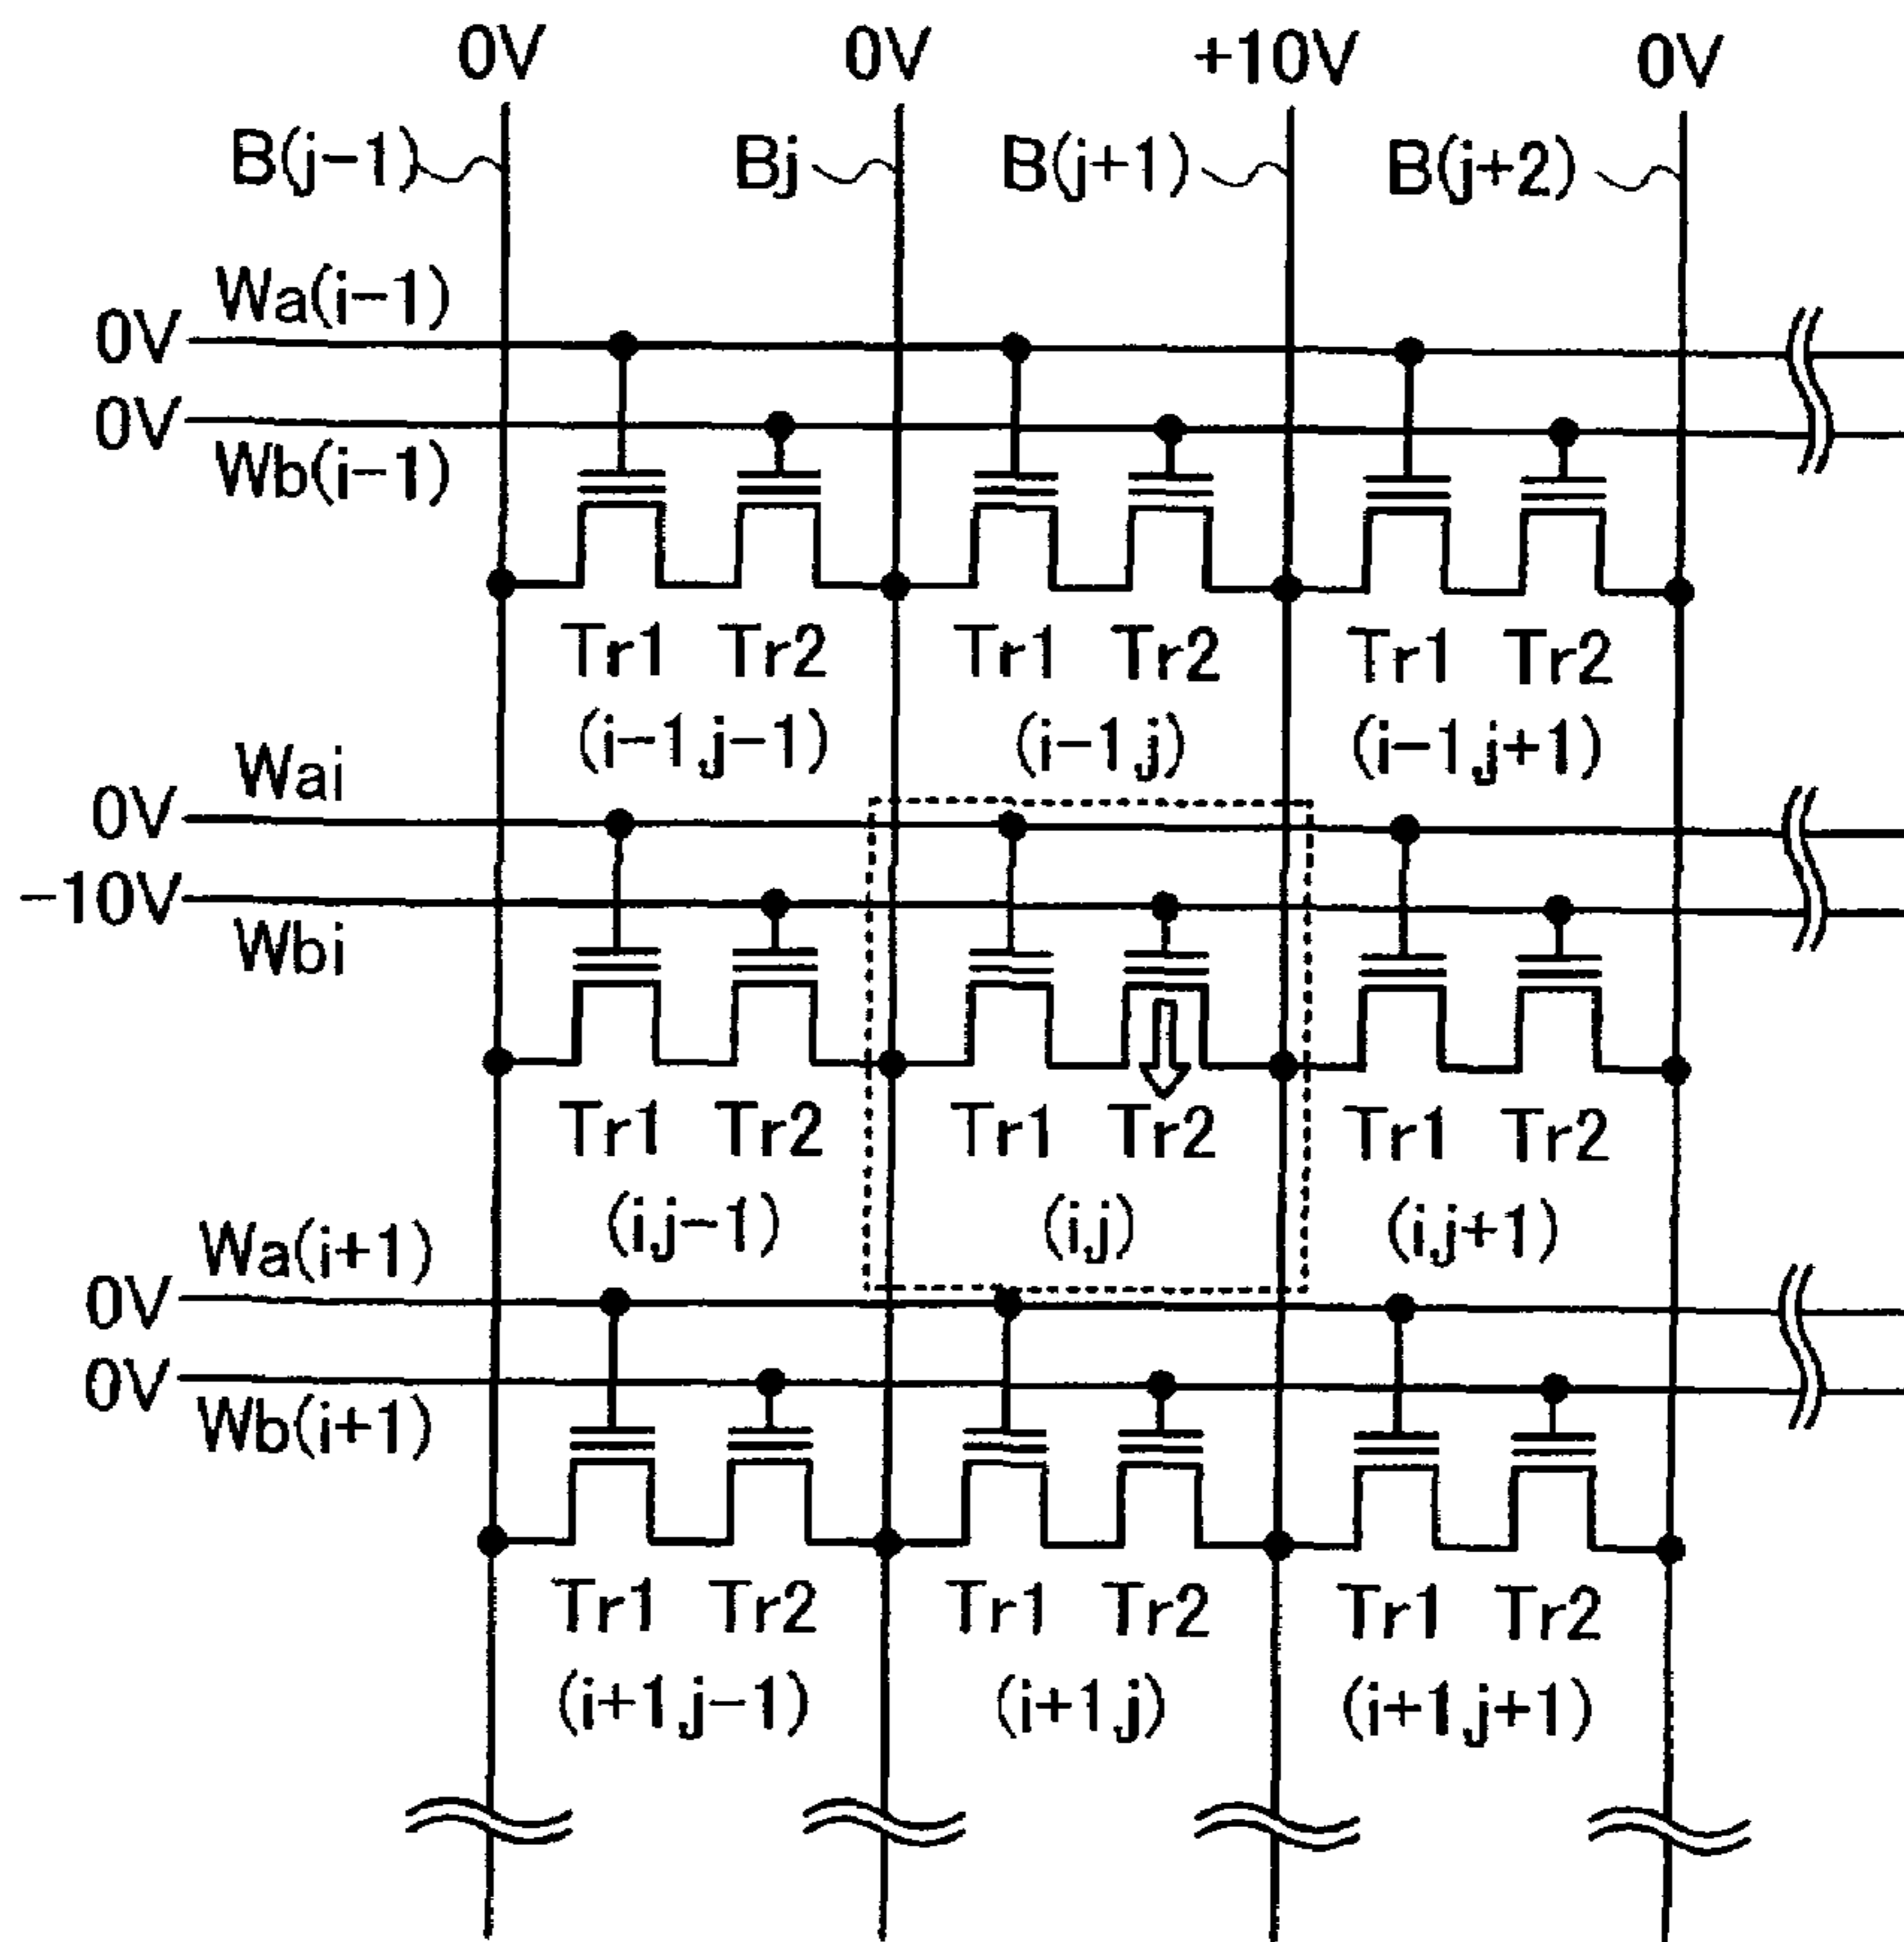 0V 0V +10V 0V
B(j-1) Bj B(j+1) B(j+2)
Wa(i-1)
0V
0V
Wb(i-1)
Tr1 Tr2 Tr1 Tr2 Tr1 Tr2
(i-1,j-1) (i-1,j) (i-1,j+1)
Wai
0V
-10V
Wbi
Tr1 Tr2 Tr1 Tr2 Tr1 Tr2
(i,j-1) (i,j) (i,j+1)
Wa(i+1)
0V
0V
Wb(i+1)
Tr1 Tr2 Tr1 Tr2 Tr1 Tr2
(i+1,j-1) (i+1,j) (i+1,j+1)